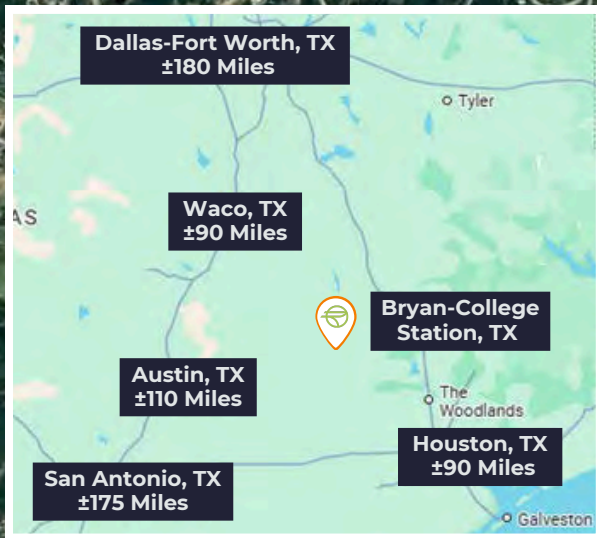 Dallas-Fort Worth, TX
±180 Miles
Tyler
AS
Waco, TX
±90 Miles
Bryan-College
Station, TX
Austin, TX
±110 Miles
The
Woodlands
Houston, TX
±90 Miles
San Antonio, TX
±175 Miles
Galveston